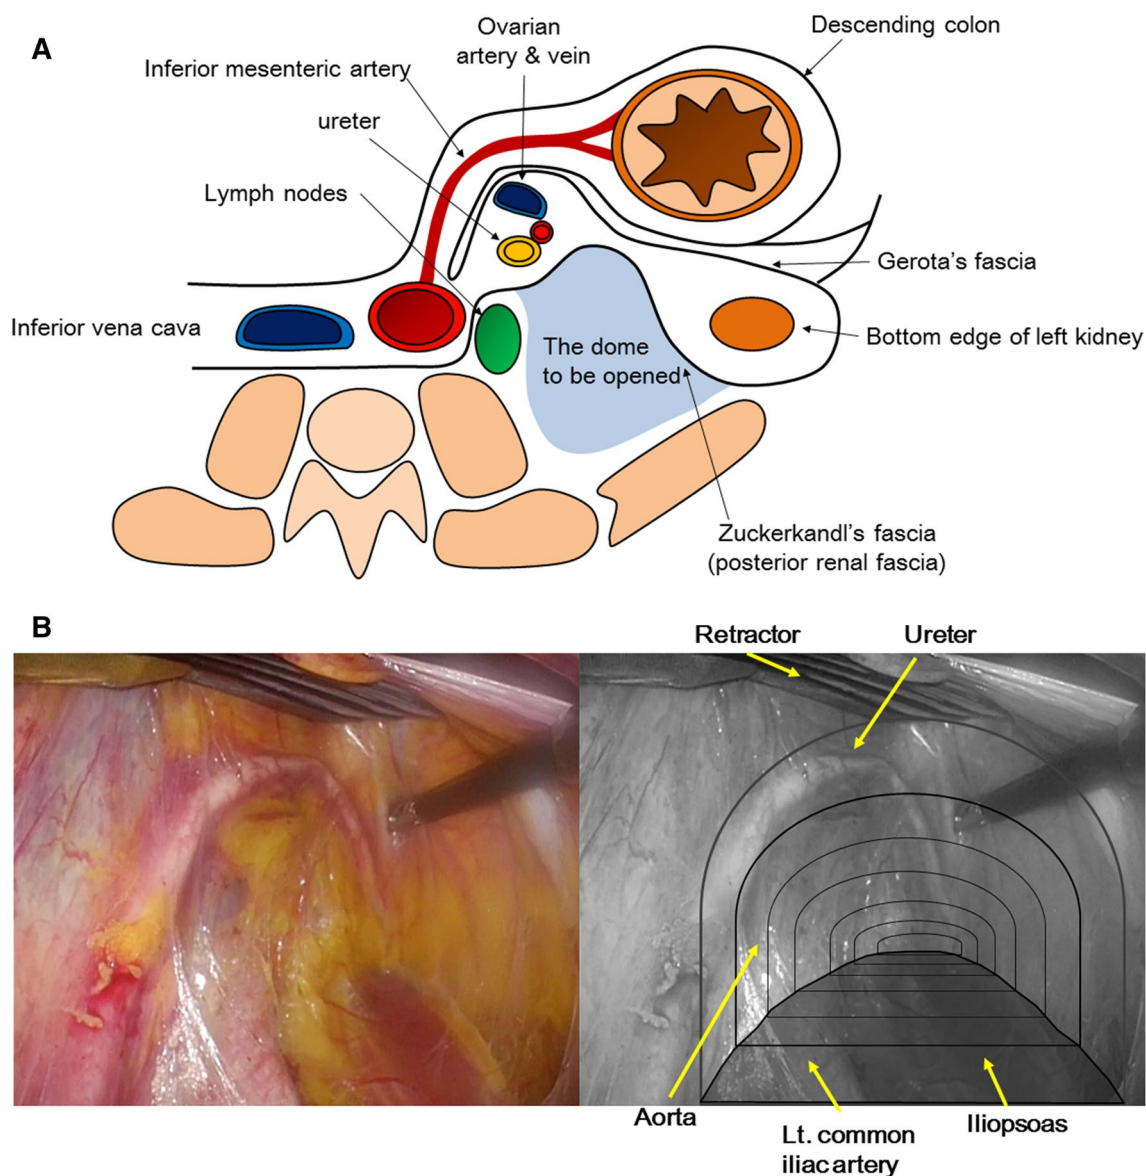 A
Ovarian
artery & vein
Descending colon
Inferior mesenteric artery
ureter
Lymph nodes
Gerota's fascia
Inferior vena cava
Bottom edge of left kidney
The dome
to be opened
Zuckerkandl's fascia
(posterior renal fascia)
B
Retractor
Ureter
Aorta
Lt. common
iliac artery
Iliopsoas